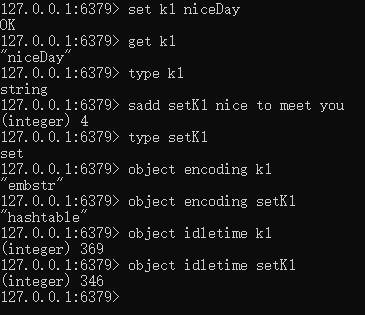 127.0.0.1:6379> set k1 niceDay
OK
127.0.0.1:6379> get k1
"niceDay"
127.0.0.1:6379> type k1
string
127.0.0.1:6379> sadd setK1 nice to meet you
(integer) 4
127.0.0.1:6379> type setK1
set
127.0.0.1:6379> object encoding k1
"embstr"
127.0.0.1:6379> object encoding setK1
"hashtable"
127.0.0.1:6379> object idletime k1
(integer) 369
127.0.0.1:6379> object idletime setK1
(integer) 346
127.0.0.1:6379>